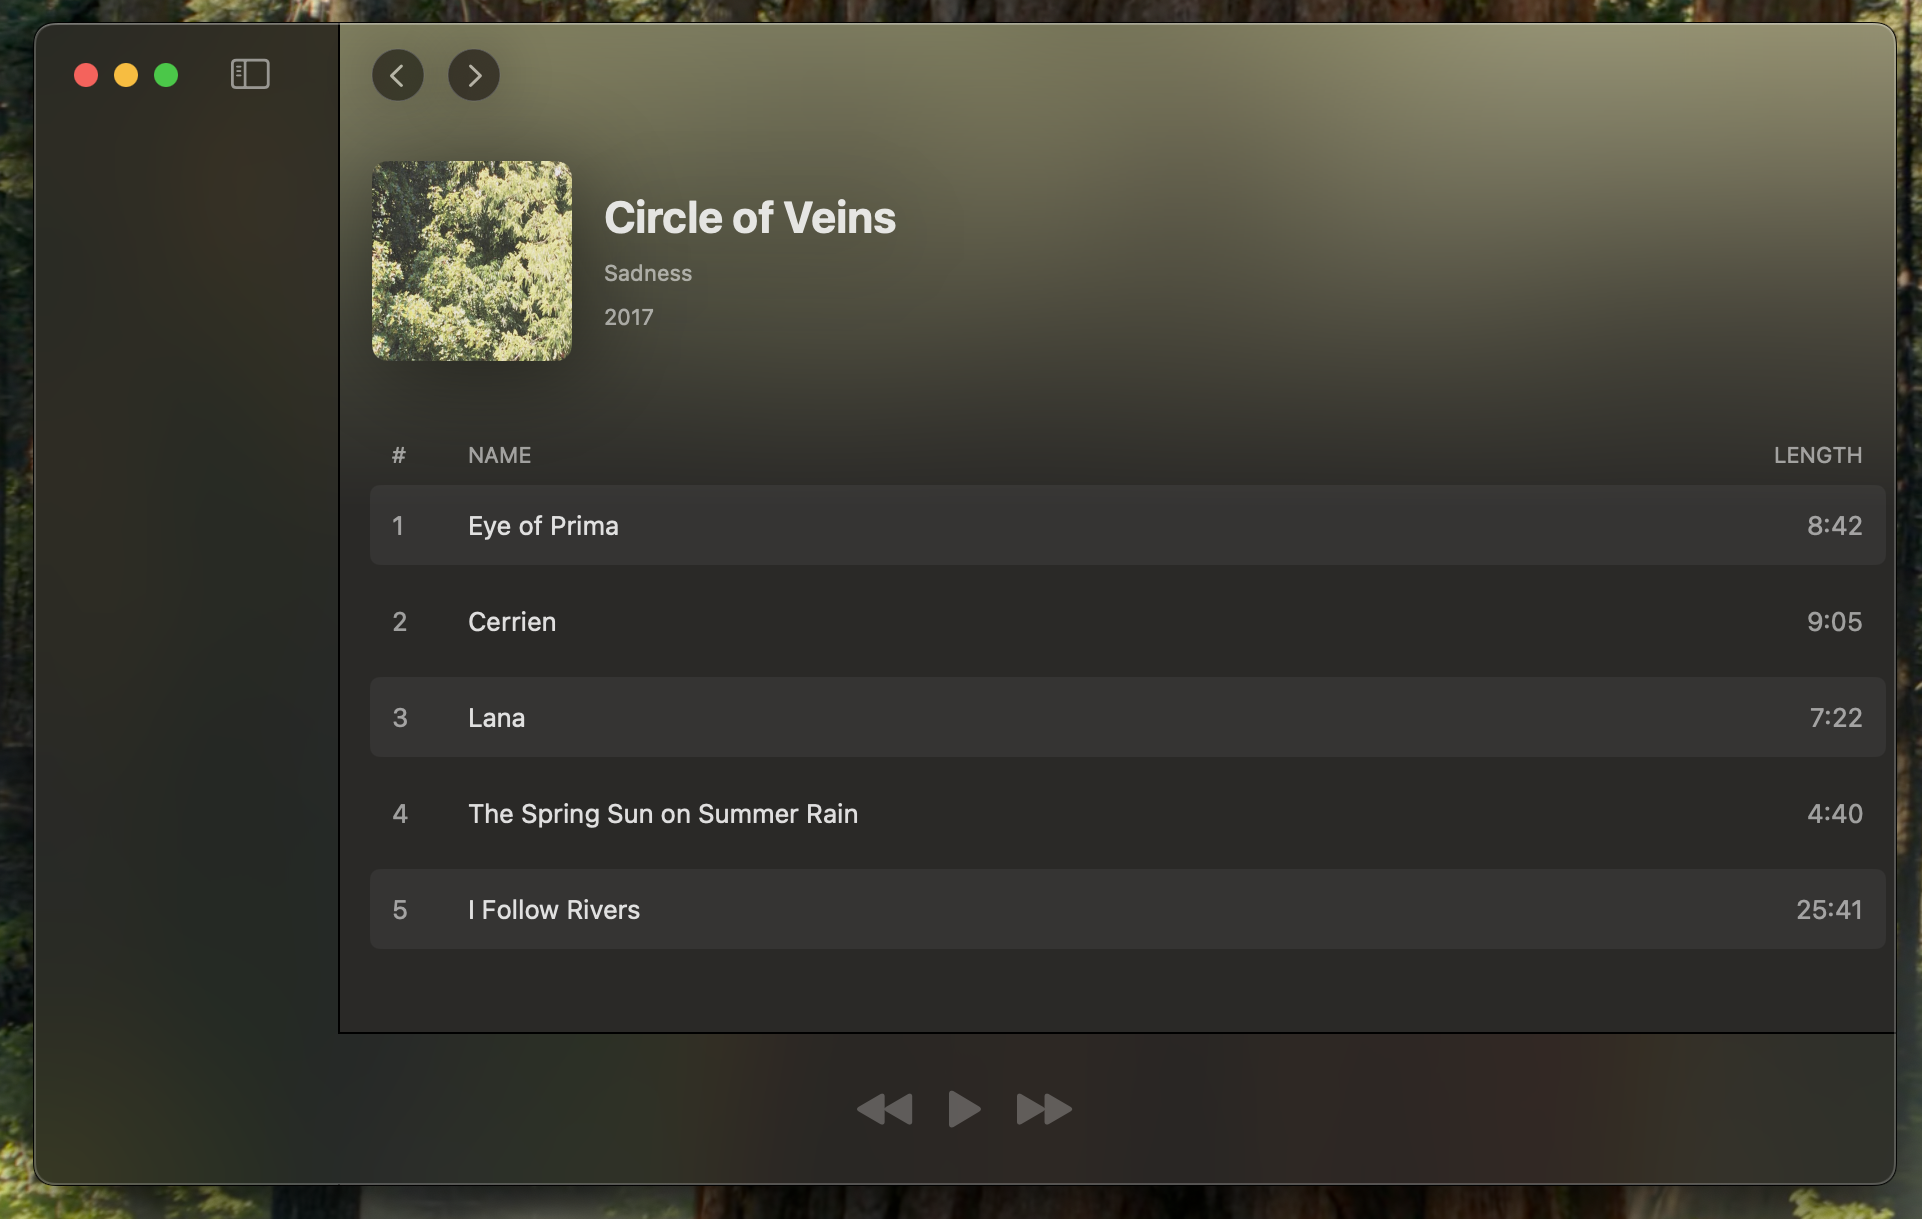 Circle of Veins
Sadness
2017
# NAME LENGTH
1 Eye of Prima 8:42
2 Cerrien 9:05
3 Lana 7:22
4 The Spring Sun on Summer Rain 4:40
5 I Follow Rivers 25:41